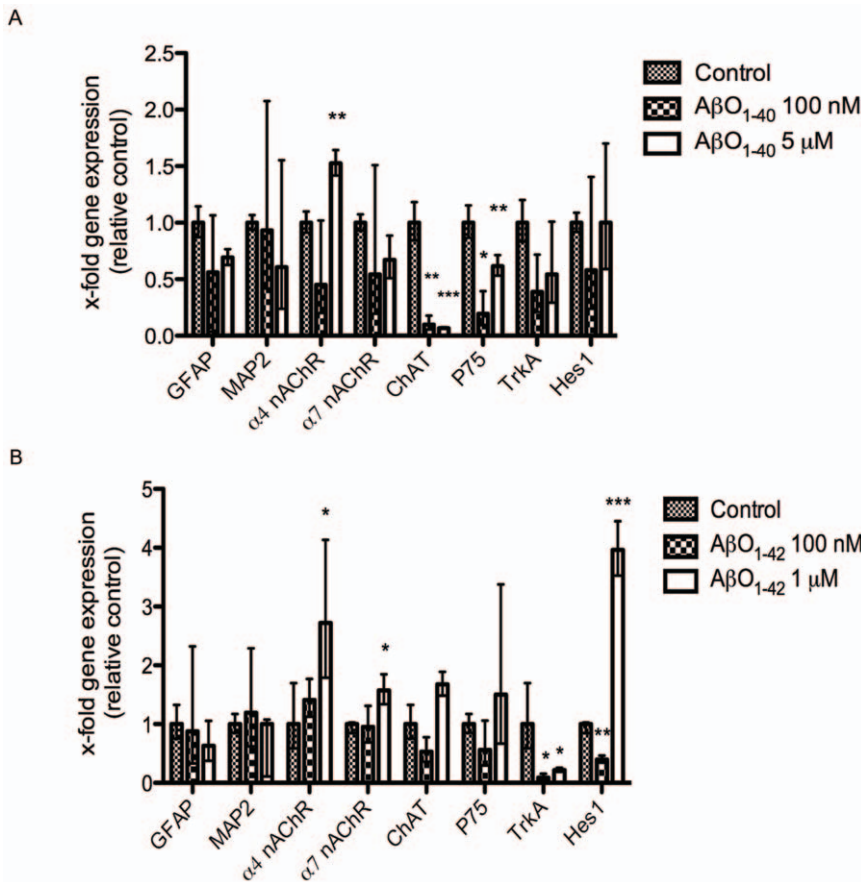 A
x-fold gene expression
(relative control)
2.5
2.0
1.5
1.0
0.5
0.0
**
**
***
*
**
GFAP
MAP2
α4 nAChR
α7 nAChR
ChAT
P75
TrkA
Hes1
Control
AβO1-40 100 nM
AβO1-40 5 μM
B
x-fold gene expression
(relative control)
5
4
3
2
1
0
*
*
*
*
**
***
GFAP
MAP2
α4 nAChR
α7 nAChR
ChAT
P75
TrkA
Hes1
Control
AβO1-42 100 nM
AβO1-42 1 μM